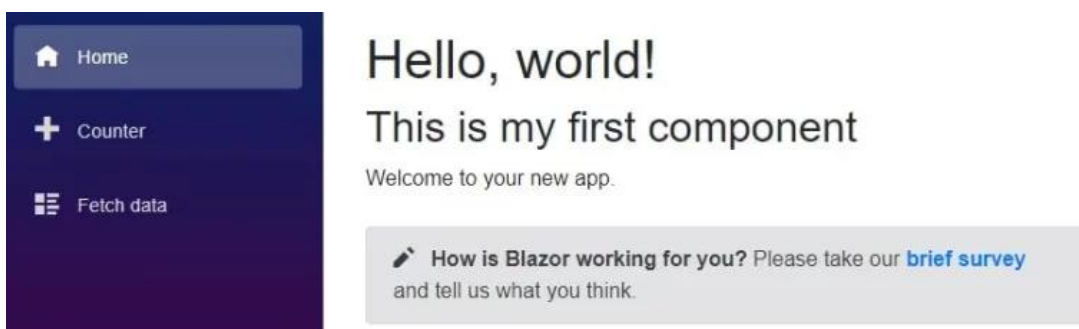 Home
Counter
Fetch data
Hello, world!
This is my first component
Welcome to your new app.
How is Blazor working for you? Please take our brief survey
and tell us what you think.